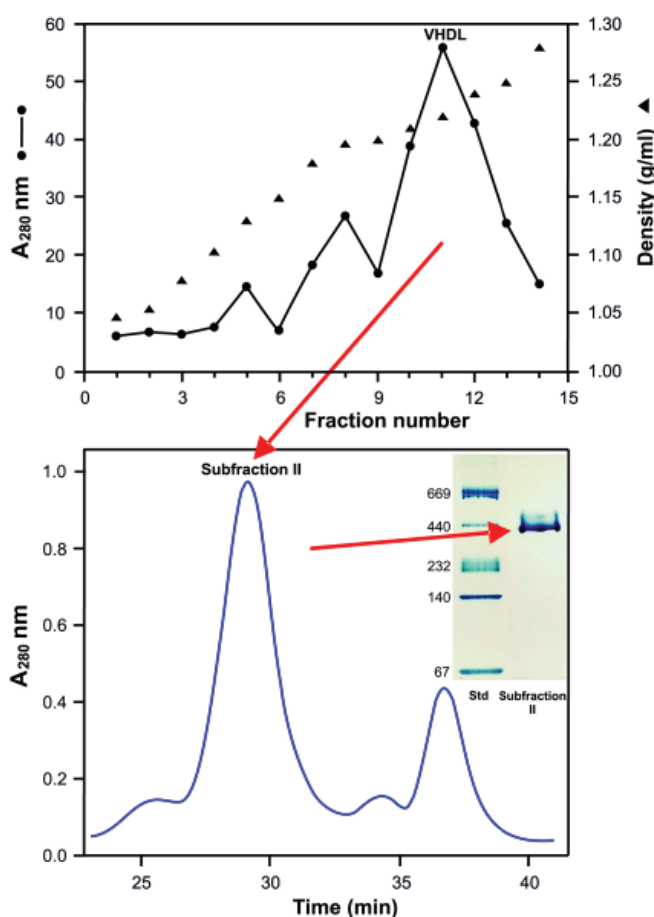 VHDL
60
50
40
30
20
10
0
A280 nm
1.30
1.25
1.20
1.15
1.10
1.05
1.00
Density (g/ml)
0 3 6 9 12 15
Fraction number
Subfraction II
1.0
0.8
0.6
0.4
0.2
0.0
A280 nm
669
440
232
140
67
Std Subfraction
II
25 30 35 40
Time (min)